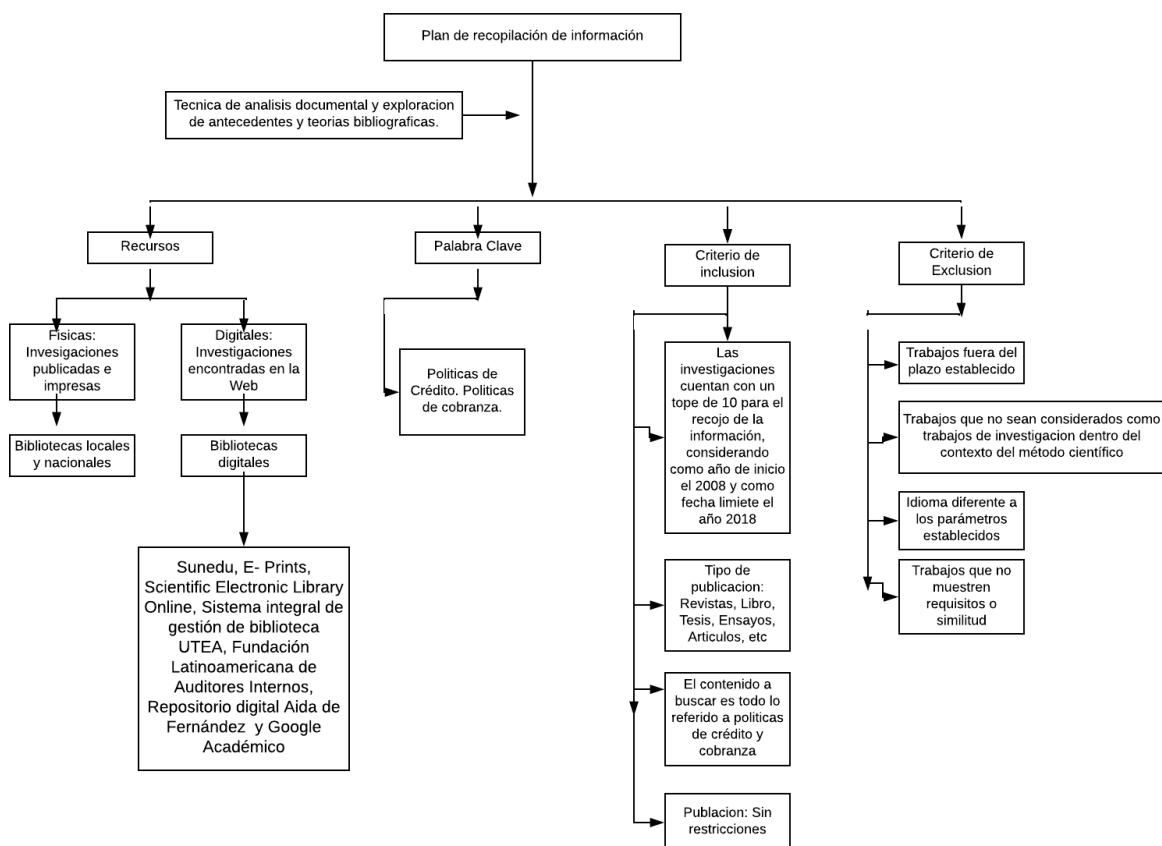 Plan de recopilación de información
Tecnica de analisis documental y exploracion
de antecedentes y teorias bibliograficas.
Recursos
Palabra Clave
Criterio de
inclusion
Criterio de
Exclusion
Fisicas:
Invesigaciones
publicadas e
impresas
Digitales:
Investigaciones
encontradas en la
Web
Bibliotecas locales
y nacionales
Bibliotecas
digitales
Sunedu, E- Prints,
Scientific Electronic Library
Online, Sistema integral de
gestión de biblioteca
UTEA, Fundación
Latinoamericana de
Auditores Internos,
Repositorio digital Aida de
Fernández y Google
Académico
Politicas de
Crédito. Politicas
de cobranza.
Las
investigaciones
cuentan con un
tope de 10 para el
recojo de la
información,
considerando
como año de inicio
el 2008 y como
fecha limiete el
año 2018
Tipo de
publicacion:
Revistas, Libro,
Tesis, Ensayos,
Articulos, etc
El contenido a
buscar es todo lo
referido a politicas
de crédito y
cobranza
Publacion: Sin
restricciones
Trabajos fuera del
plazo establecido
Trabajos que no sean considerados como
trabajos de investigacion dentro del
contexto del método científico
Idioma diferente a
los parámetros
establecidos
Trabajos que no
muestren
requisitos o
similitud